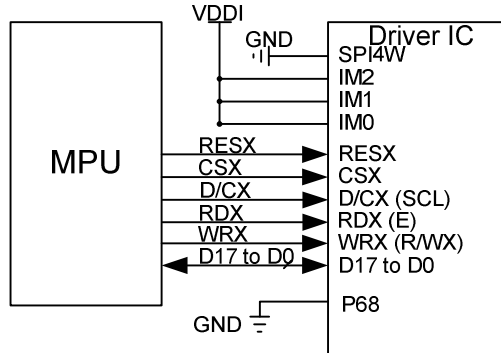 VDDI
GND
Driver IC
SPI4W
IM2
IM1
IM0
MPU
RESX
RESX
CSX
CSX
D/CX
D/CX (SCL)
RDX
RDX (E)
WRX
WRX (R/WX)
D17 to D0
D17 to D0
P68
GND